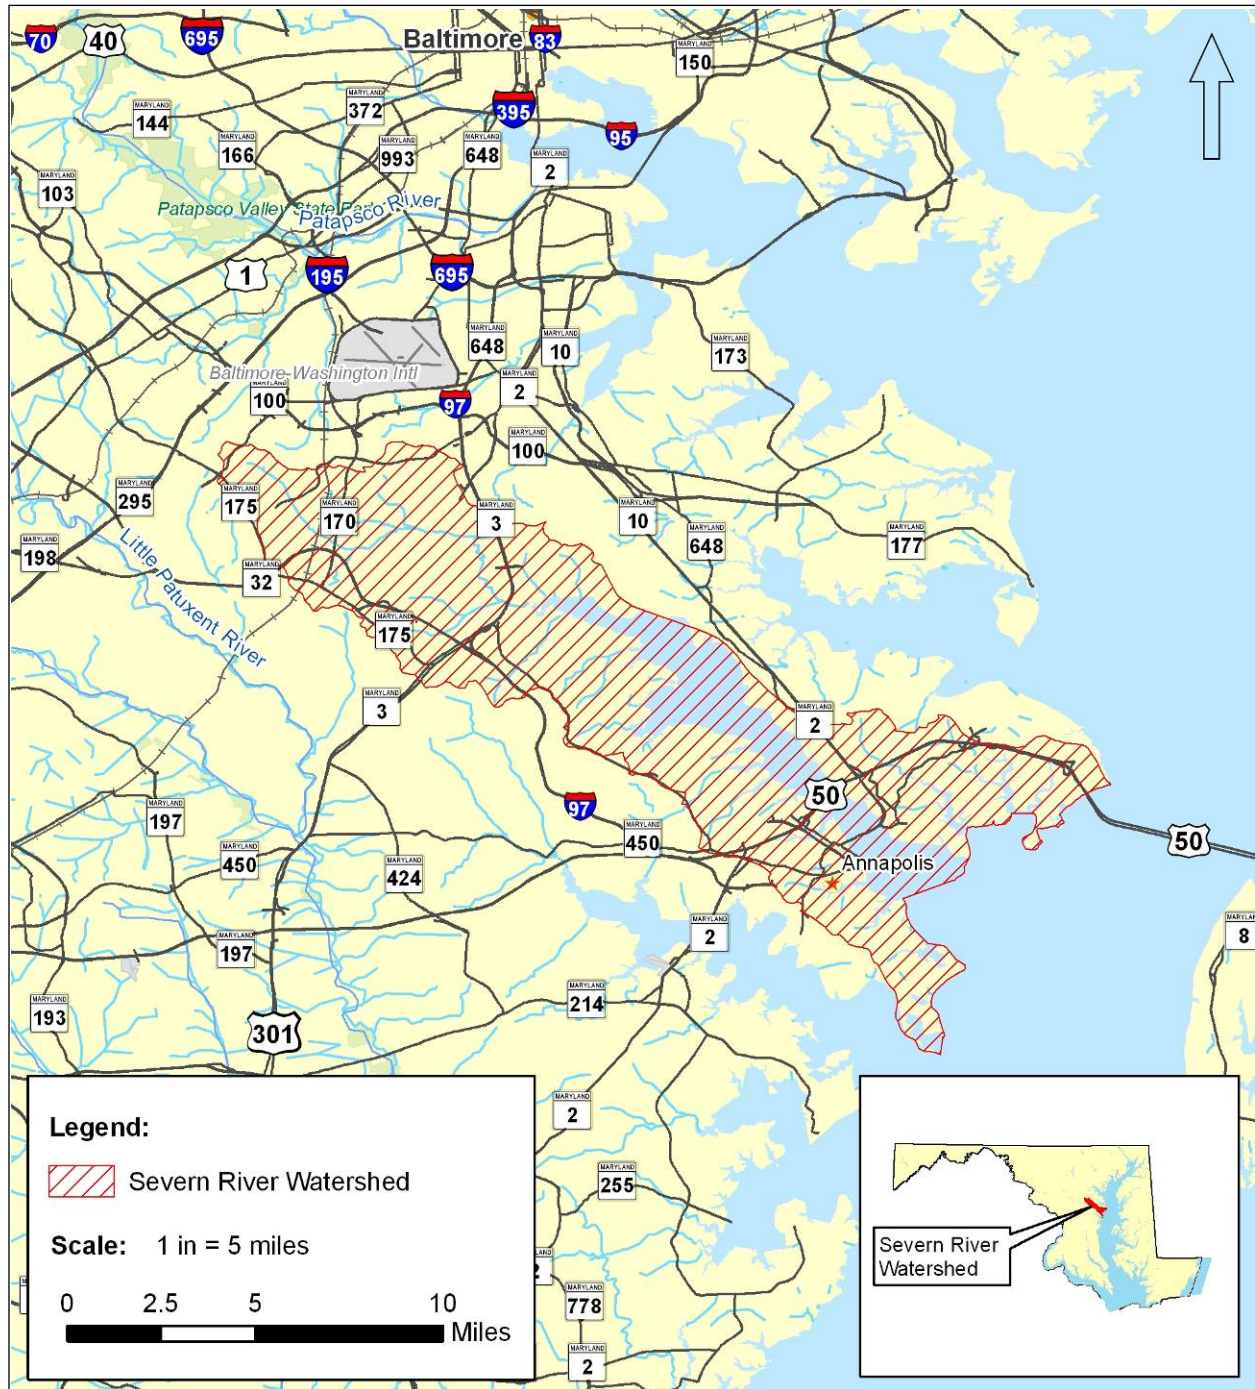 70
40
695
Baltimore
83
150
MARYLAND
144
MARYLAND
372
395
95
MARYLAND
166
MARYLAND
993
MARYLAND
648
MARYLAND
2
MARYLAND
103
Patapsco Valley State Park
Patapsco River
1
195
695
MARYLAND
648
MARYLAND
10
MARYLAND
173
Baltimore-Washington Intl
MARYLAND
100
97
MARYLAND
2
MARYLAND
100
MARYLAND
295
MARYLAND
175
MARYLAND
170
MARYLAND
3
MARYLAND
10
MARYLAND
648
MARYLAND
177
MARYLAND
198
Little Patuxent River
MARYLAND
32
MARYLAND
175
MARYLAND
3
MARYLAND
2
50
97
MARYLAND
197
MARYLAND
450
MARYLAND
450
MARYLAND
424
50
Annapolis
MARYLAND
197
MARYLAND
2
MARYLAND
8
MARYLAND
193
MARYLAND
214
301
MARYLAND
2
MARYLAND
255
MARYLAND
778
MARYLAND
2
Legend:
Severn River Watershed
Scale: 1 in = 5 miles
0 2.5 5 10
Miles
Severn River
Watershed